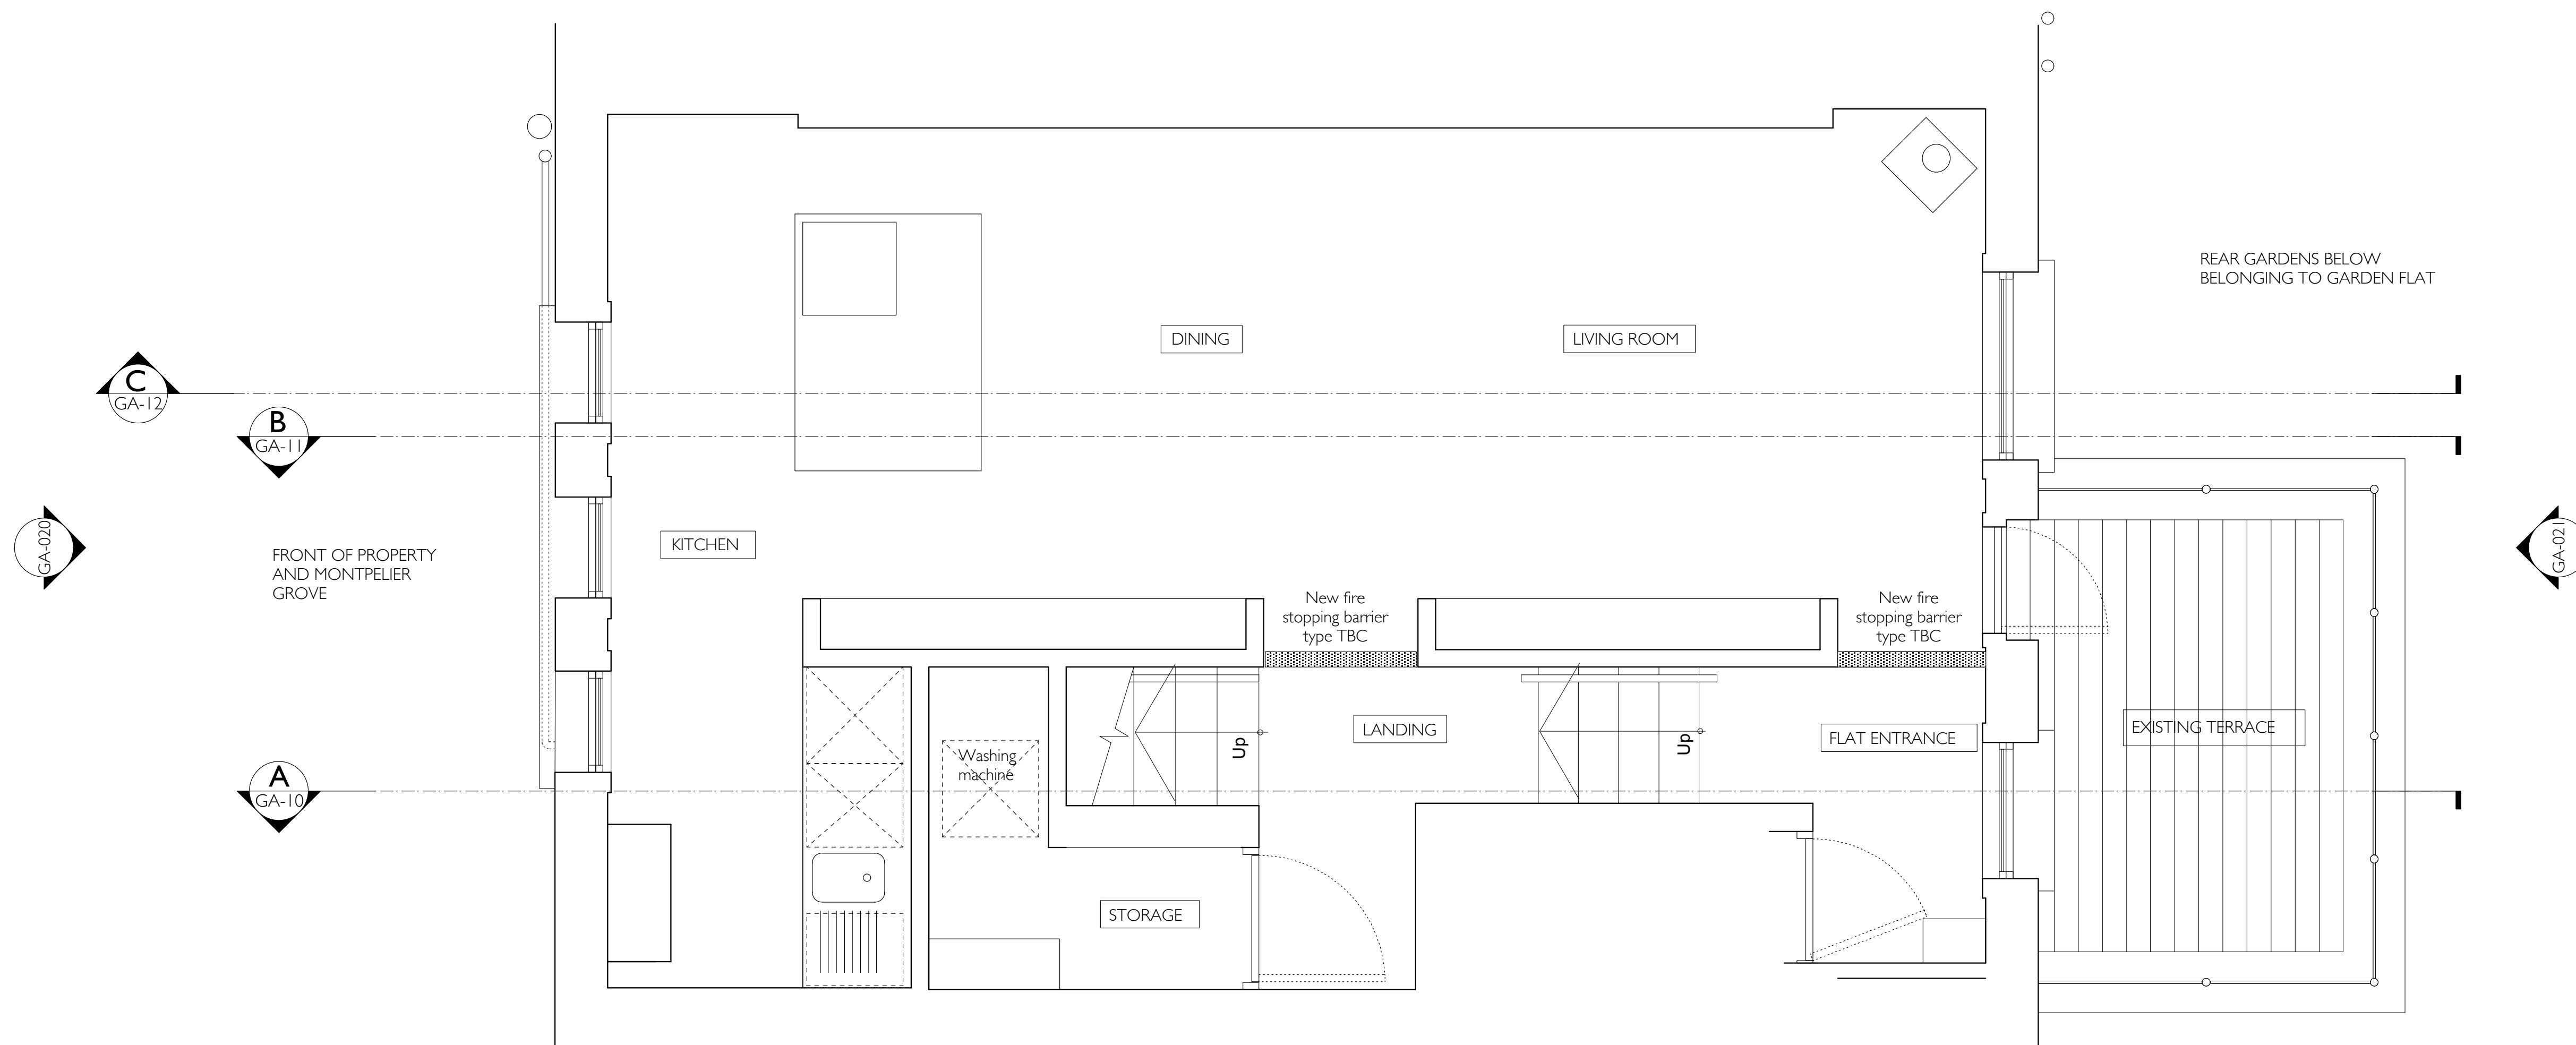 REAR GARDENS BELOW
BELONGING TO GARDEN FLAT
DINING
LIVING ROOM
C
GA-12
B
GA-11
GA-020
FRONT OF PROPERTY
AND MONTPELIER
GROVE
KITCHEN
GA-021
New fire
stopping barrier
type TBC
New fire
stopping barrier
type TBC
LANDING
FLAT ENTRANCE
EXISTING TERRACE
Up
Up
Washing
machine
A
GA-10
STORAGE